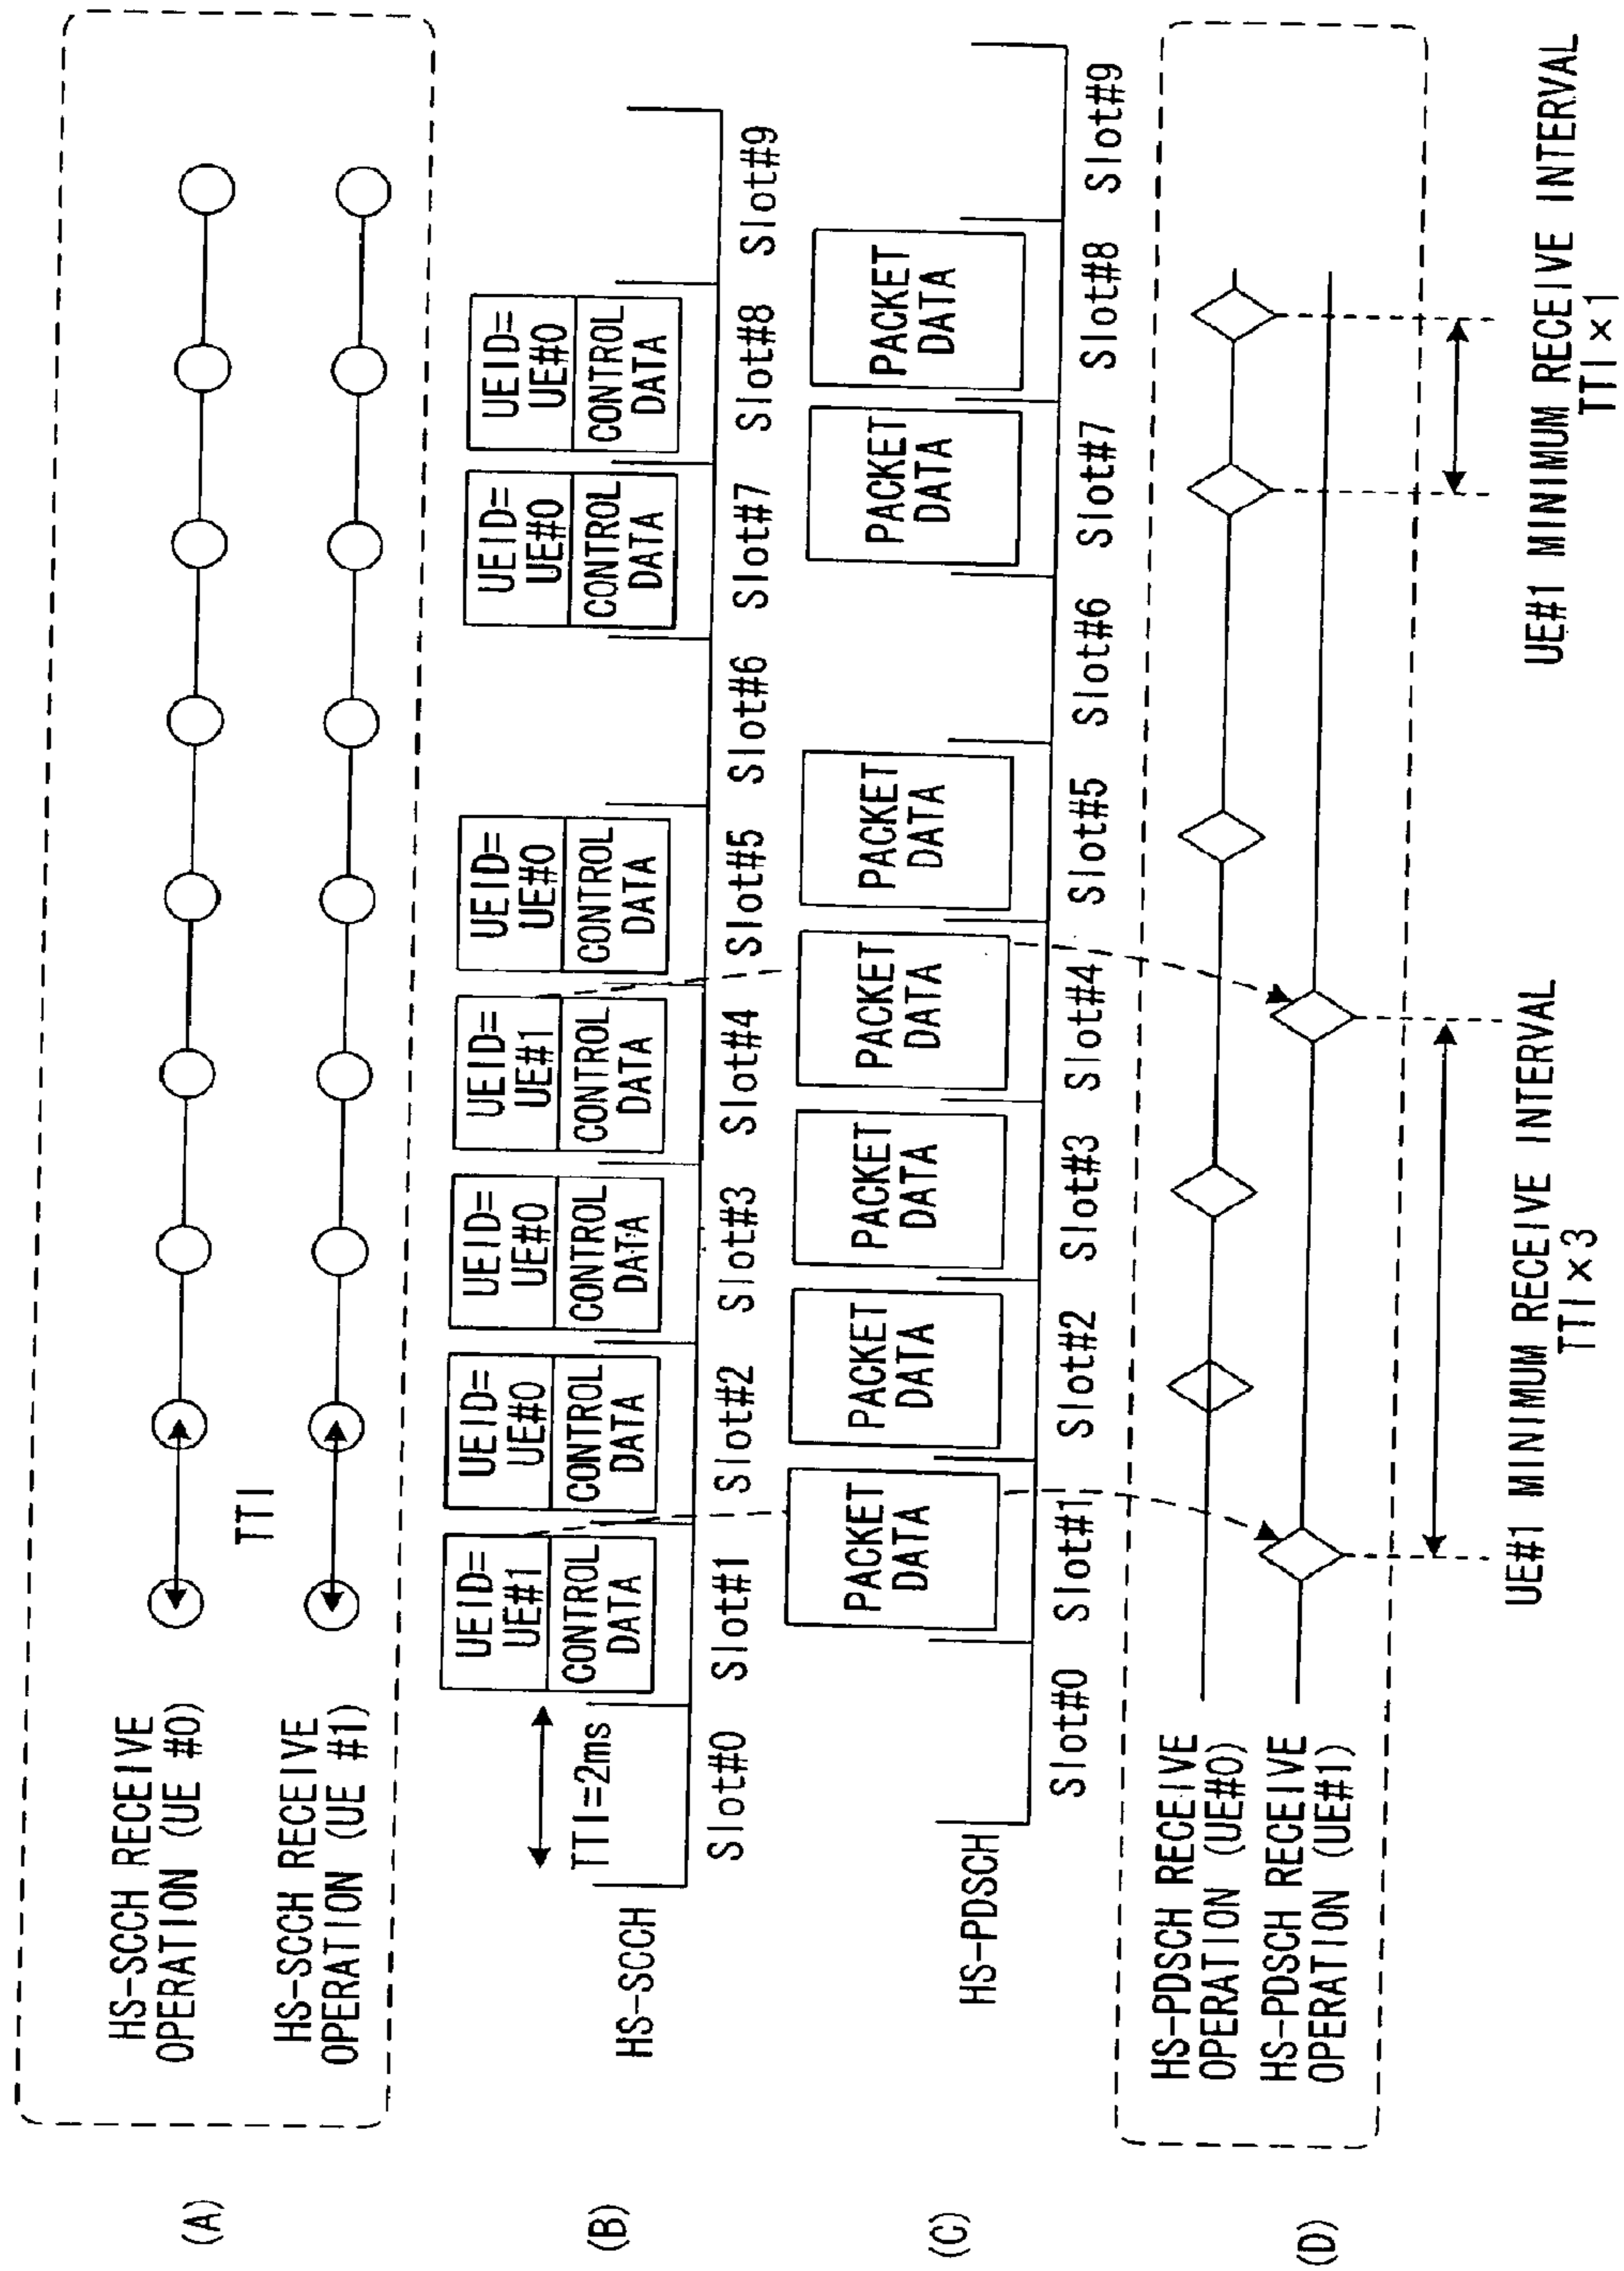 (A)
HS-SCCH RECEIVE
OPERATION (UE #0)
TTI
HS-SCCH RECEIVE
OPERATION (UE #1)
(B)
HS-SCCH
TTI=2ms
UEID=
UE#1
CONTROL
DATA
UEID=
UE#0
CONTROL
DATA
UEID=
UE#0
CONTROL
DATA
UEID=
UE#1
CONTROL
DATA
UEID=
UE#0
CONTROL
DATA
UEID=
UE#0
CONTROL
DATA
UEID=
UE#0
CONTROL
DATA
Slot#0 Slot#1 Slot#2 Slot#3 Slot#4 Slot#5 Slot#6 Slot#7 Slot#8 Slot#9
(C)
HS-PDSCH
PACKET
DATA
PACKET
DATA
PACKET
DATA
PACKET
DATA
PACKET
DATA
PACKET
DATA
PACKET
DATA
Slot#0 Slot#1 Slot#2 Slot#3 Slot#4 Slot#5 Slot#6 Slot#7 Slot#8 Slot#9
(D)
HS-PDSCH RECEIVE
OPERATION (UE#0)
HS-PDSCH RECEIVE
OPERATION (UE#1)
UE#1 MINIMUM RECEIVE INTERVAL
TTI×3
UE#1 MINIMUM RECEIVE INTERVAL
TTI×1